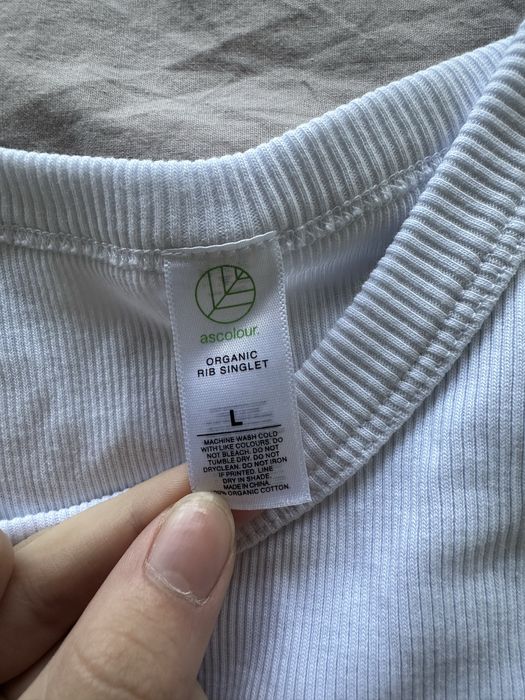 ascolour.
ORGANIC
RIB SINGLET
L
MACHINE WASH COLD
WITH LIKE COLOURS. DO
NOT BLEACH. DO NOT
TUMBLE DRY. DO NOT
DRYCLEAN. DO NOT IRON
IF PRINTED. LINE
DRY IN SHADE.
MADE IN CHINA.
ORGANIC COTTON.